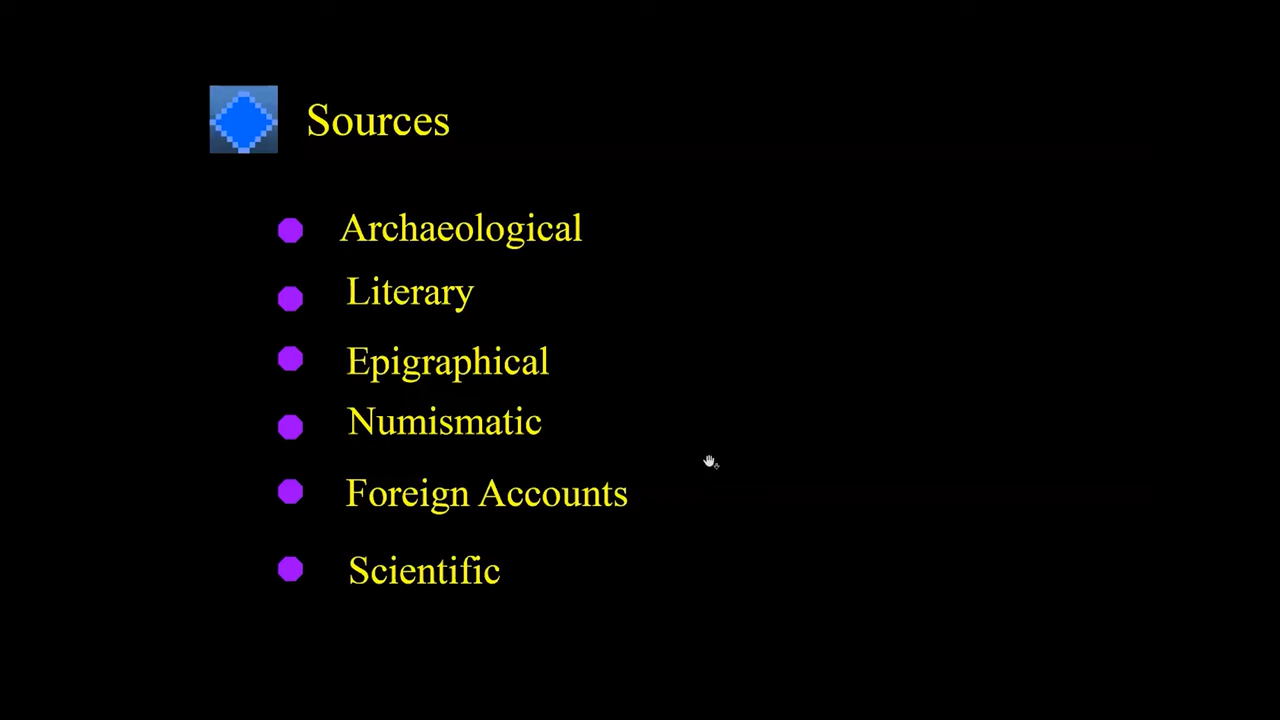 Sources
Archaeological
Literary
Epigraphical
Numismatic
Foreign Accounts
Scientific